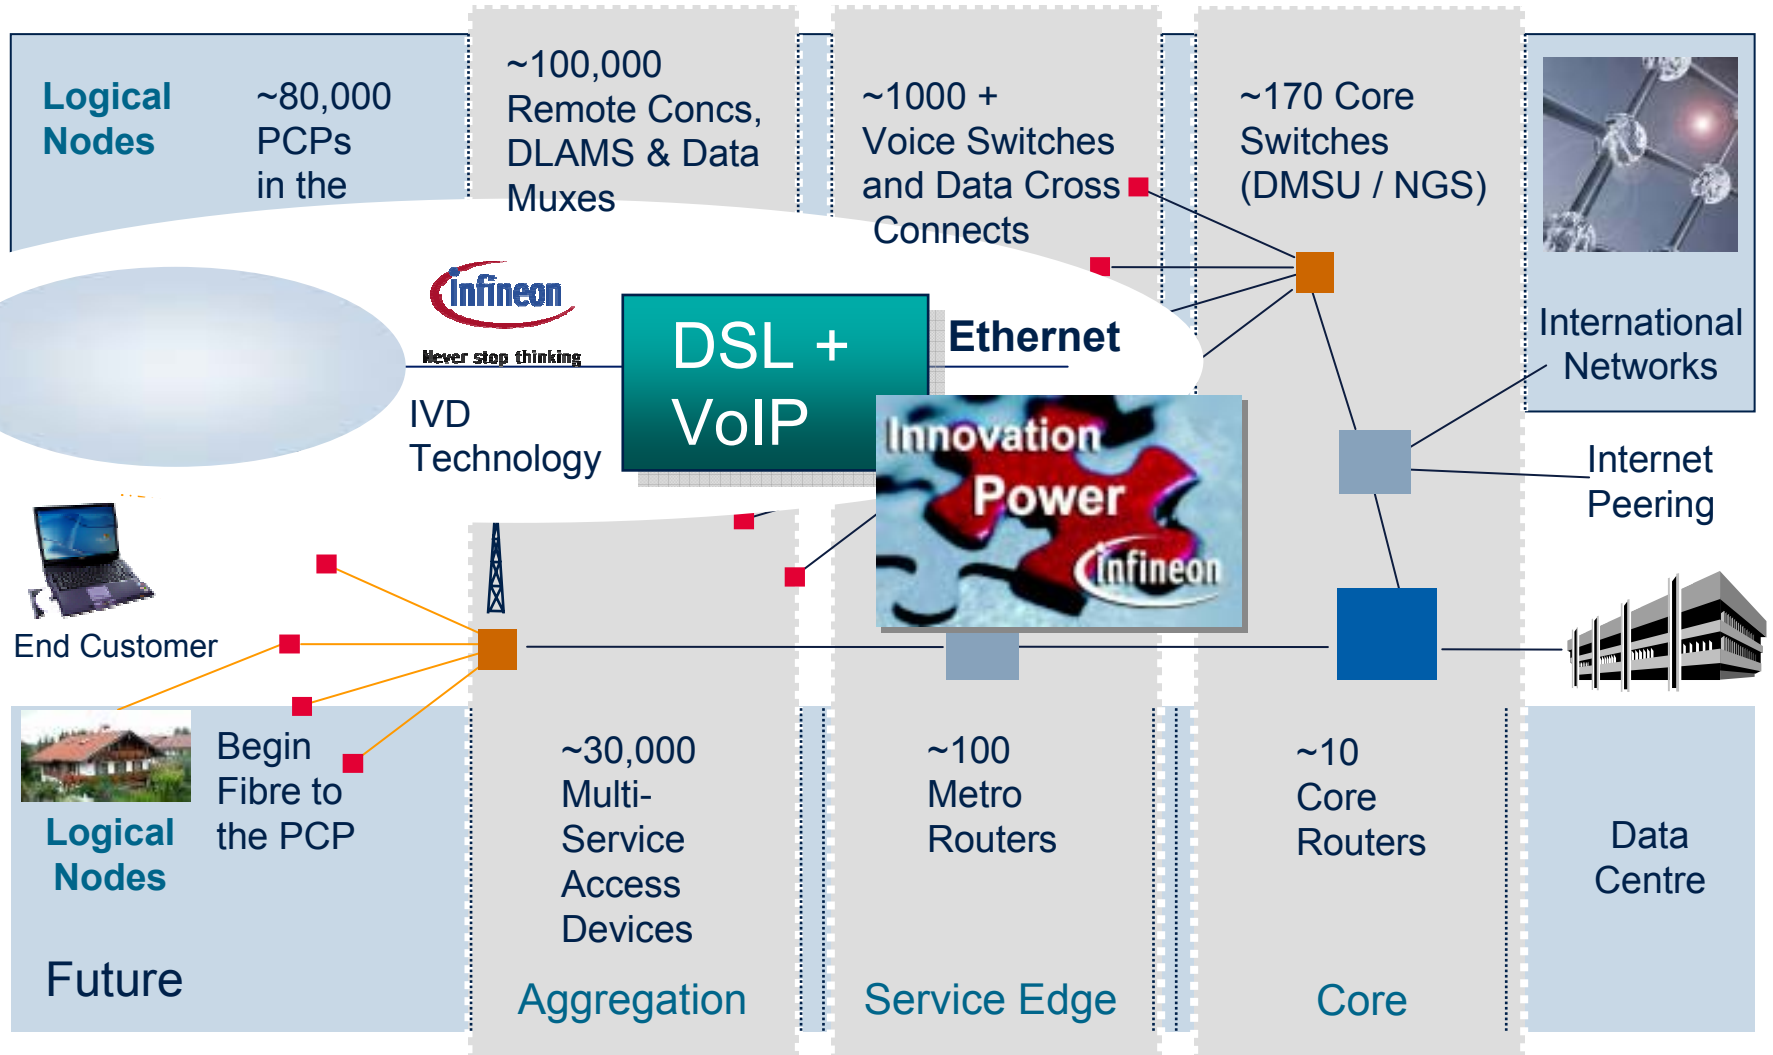 Logical
Nodes
~80,000
PCPs
in the
~100,000
Remote Concs,
DLAMS & Data
Muxes
~1000 +
Voice Switches
and Data Cross
Connects
~170 Core
Switches
(DMSU / NGS)
infineon
Never stop thinking
IVD
Technology
DSL +
VoIP
Ethernet
Innovation
Power
infineon
International
Networks
Internet
Peering
End Customer
Logical
Nodes
Begin
Fibre to
the PCP
~30,000
Multi-
Service
Access
Devices
~100
Metro
Routers
~10
Core
Routers
Data
Centre
Future
Aggregation
Service Edge
Core